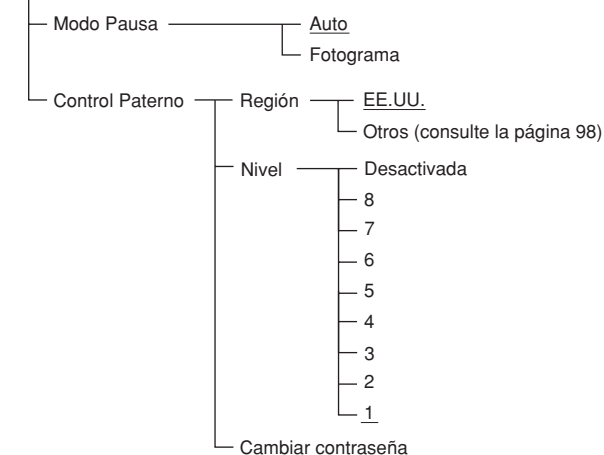 Modo Pausa Auto
Fotograma
Control Paterno Región EE.UU.
Otros (consulte la página 98)
Nivel Desactivada
8
7
6
5
4
3
2
1
Cambiar contraseña